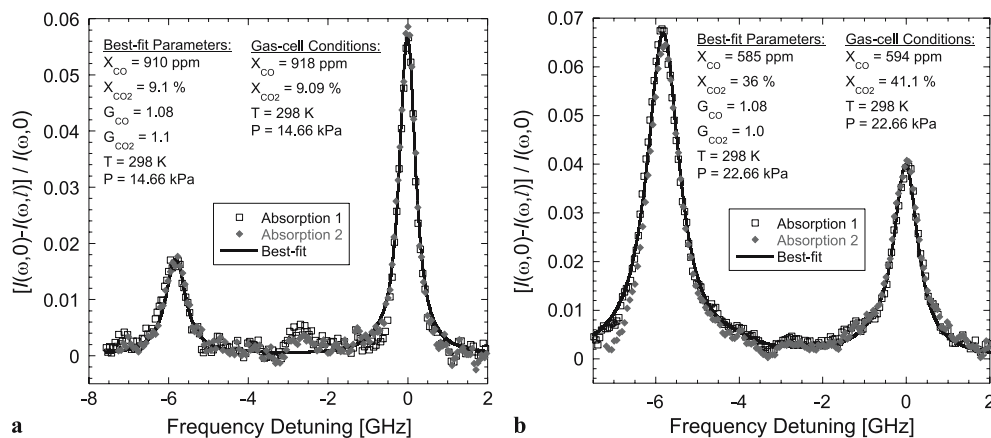 0.06
0.05
0.04
0.03
0.02
0.01
0
[I(ω,0)-I(ω,l)] / I(ω,0)
Best-fit Parameters:
X_CO = 910 ppm
X_CO2 = 9.1 %
G_CO = 1.08
G_CO2 = 1.1
T = 298 K
P = 14.66 kPa
Gas-cell Conditions:
X_CO = 918 ppm
X_CO2 = 9.09 %
T = 298 K
P = 14.66 kPa
Absorption 1
Absorption 2
Best-fit
-8 -6 -4 -2 0 2
Frequency Detuning [GHz]
a
0.07
0.06
0.05
0.04
0.03
0.02
0.01
0
[I(ω,0)-I(ω,l)] / I(ω,0)
Best-fit Parameters:
X_CO = 585 ppm
X_CO2 = 36 %
G_CO = 1.08
G_CO2 = 1.0
T = 298 K
P = 22.66 kPa
Gas-cell Conditions:
X_CO = 594 ppm
X_CO2 = 41.1 %
T = 298 K
P = 22.66 kPa
Absorption 1
Absorption 2
Best-fit
-6 -4 -2 0 2
Frequency Detuning [GHz]
b